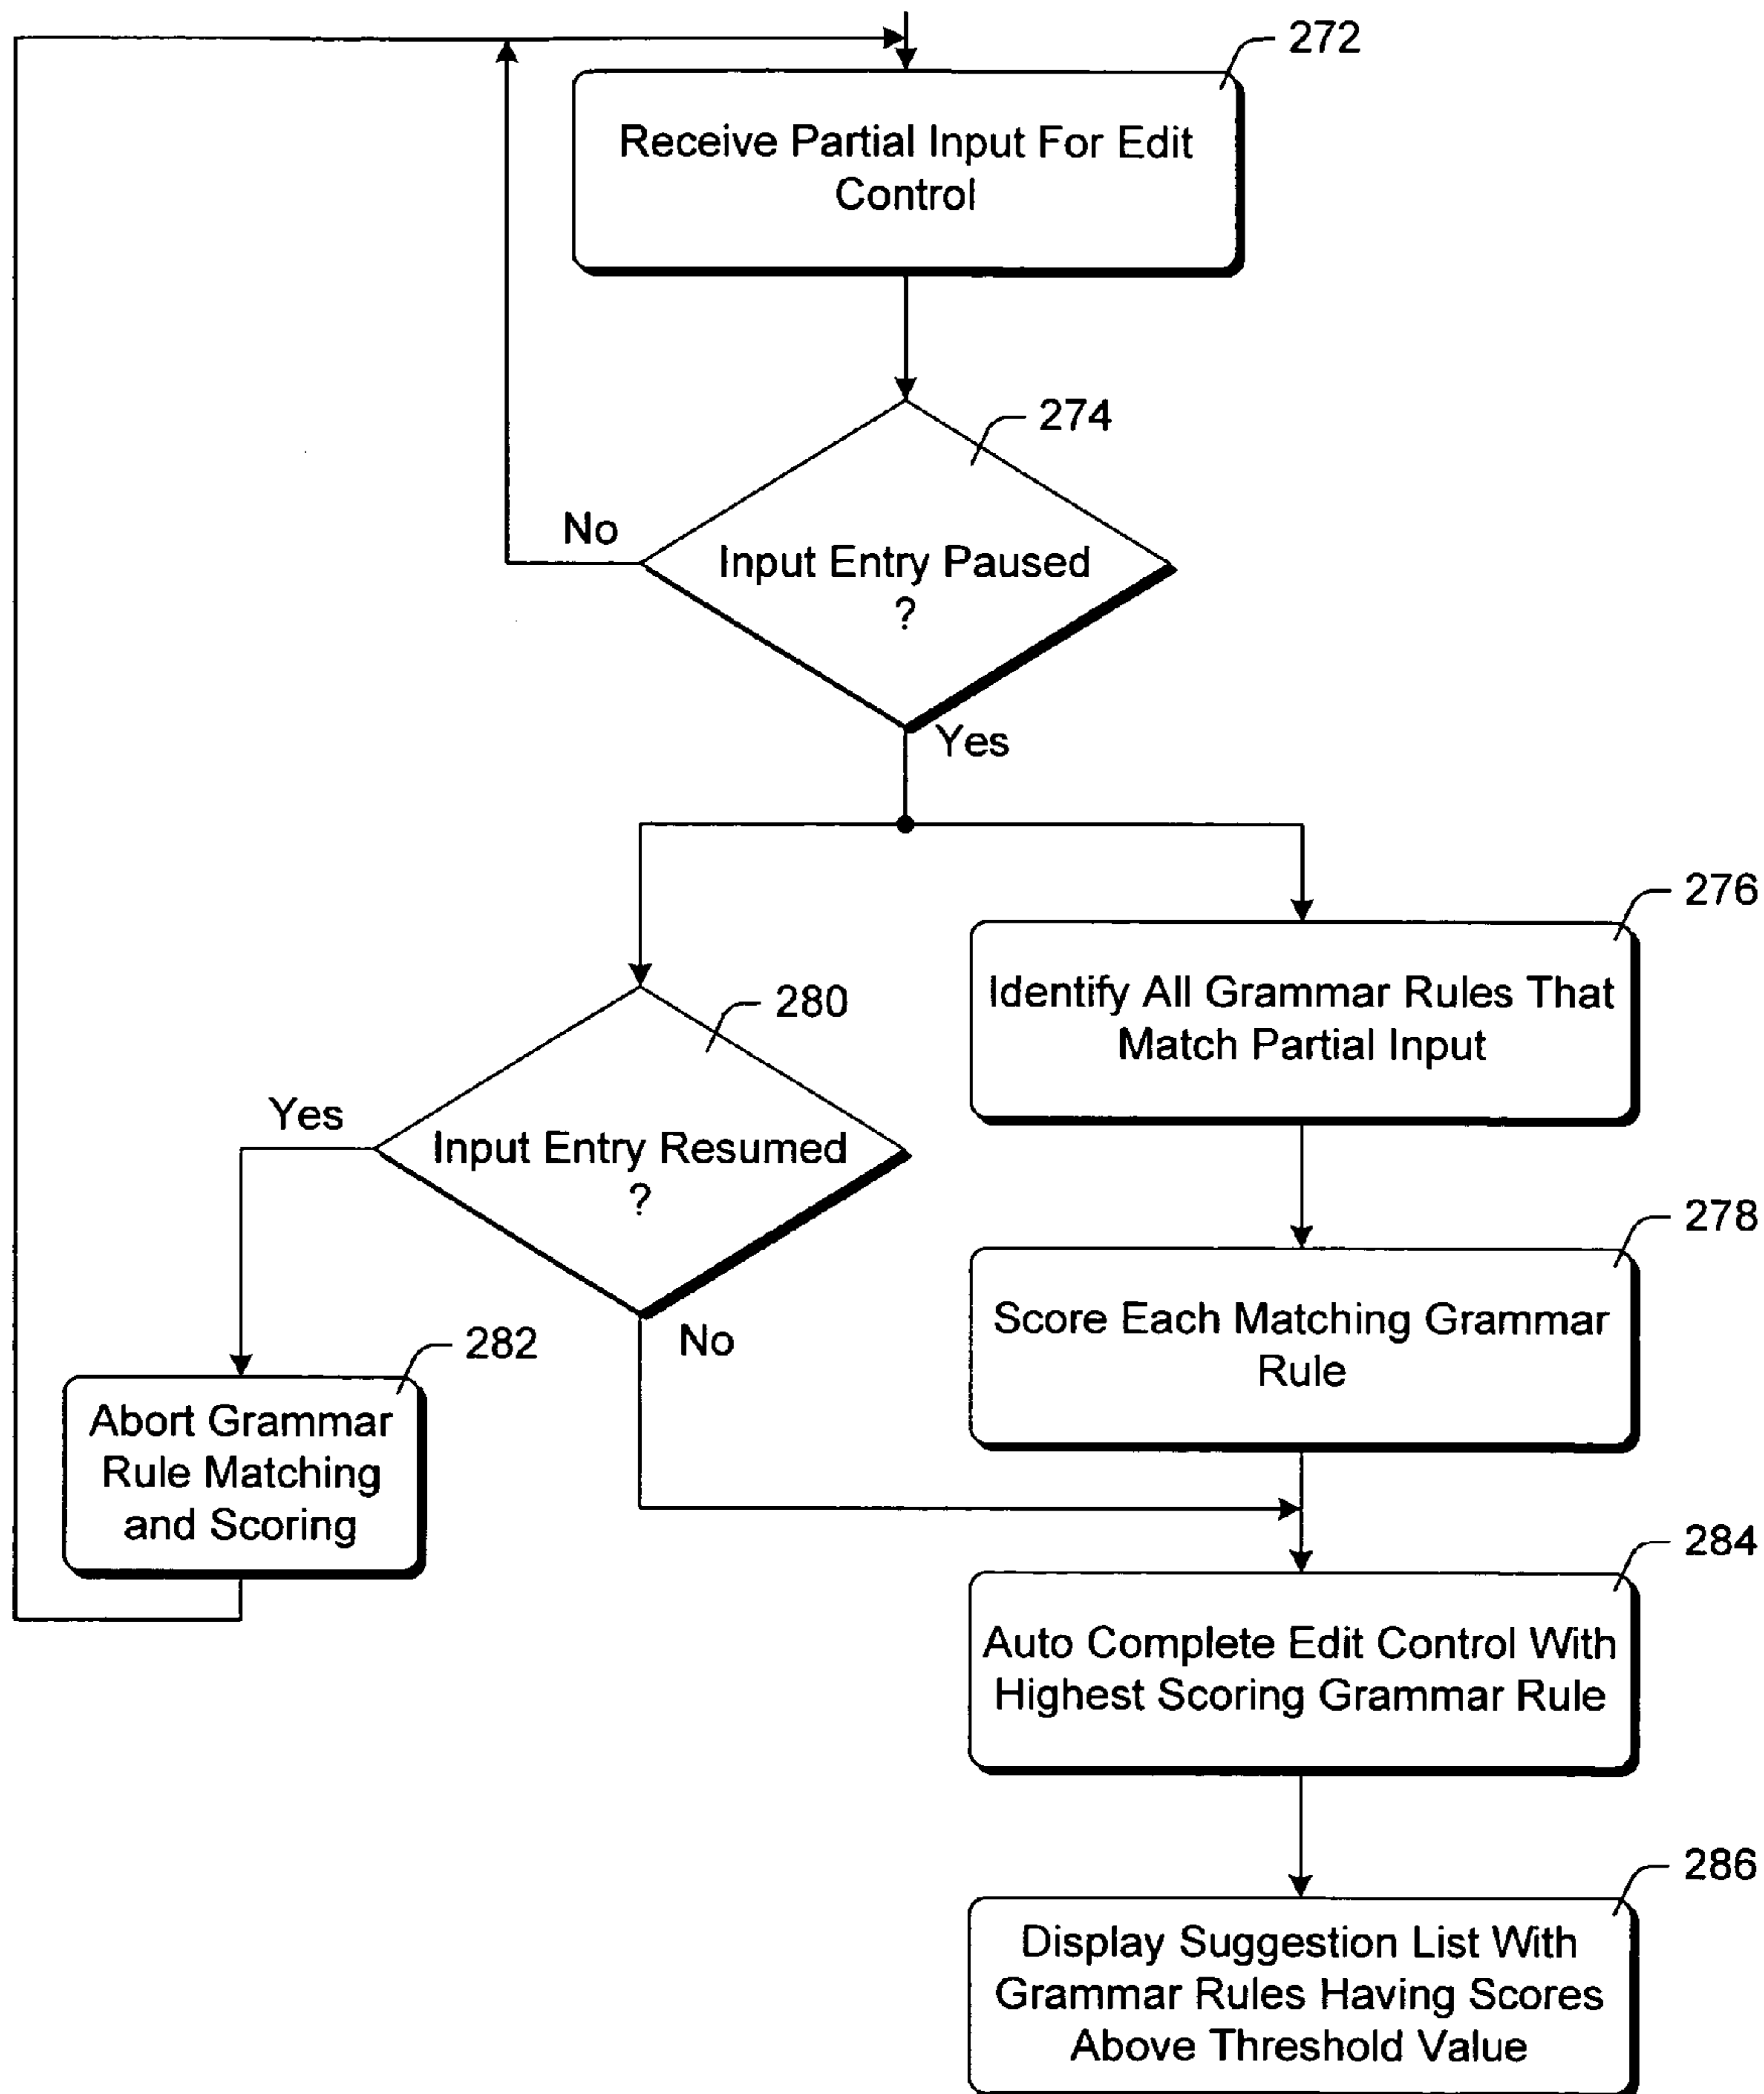 272
Receive Partial Input For Edit
Control
274
No
Input Entry Paused
?
Yes
276
Identify All Grammar Rules That
Match Partial Input
280
Yes
Input Entry Resumed
?
No
278
Score Each Matching Grammar
Rule
282
Abort Grammar
Rule Matching
and Scoring
284
Auto Complete Edit Control With
Highest Scoring Grammar Rule
286
Display Suggestion List With
Grammar Rules Having Scores
Above Threshold Value